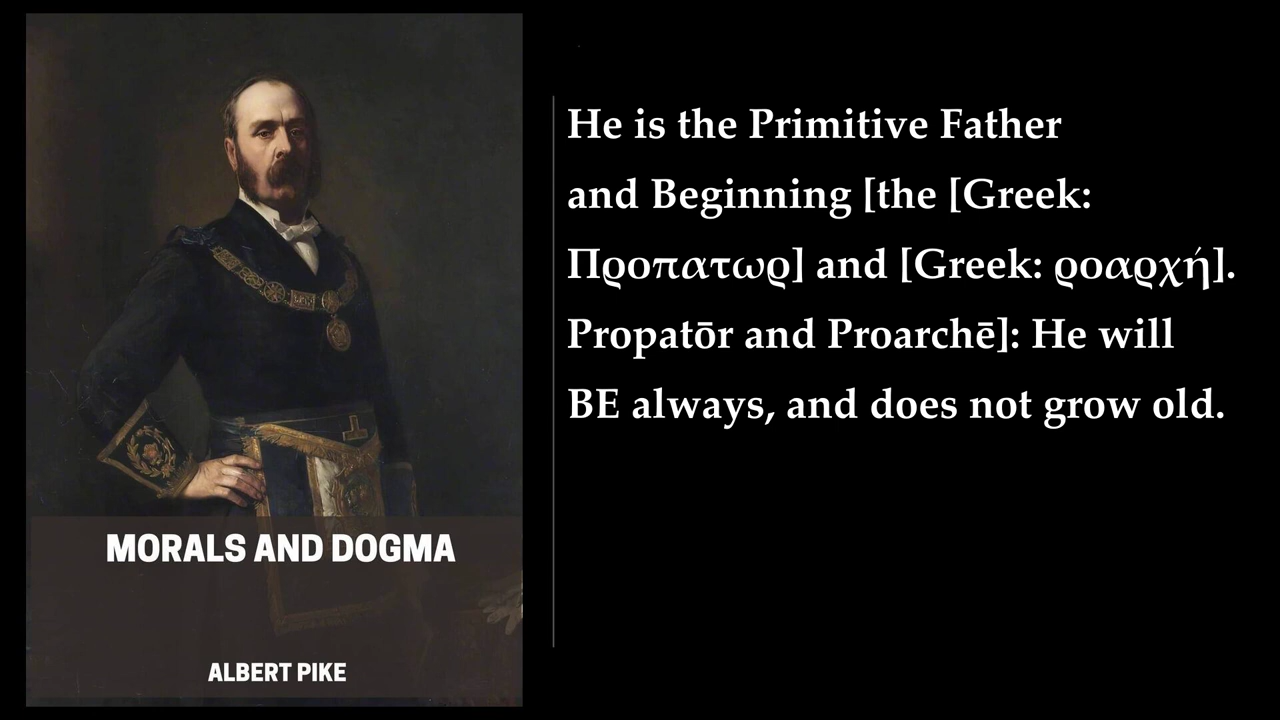 MORALS AND DOGMA
ALBERT PIKE
He is the Primitive Father
and Beginning [the [Greek:
Προπατωρ] and [Greek: ροαρχή].
Propatōr and Proarchē]: He will
BE always, and does not grow old.